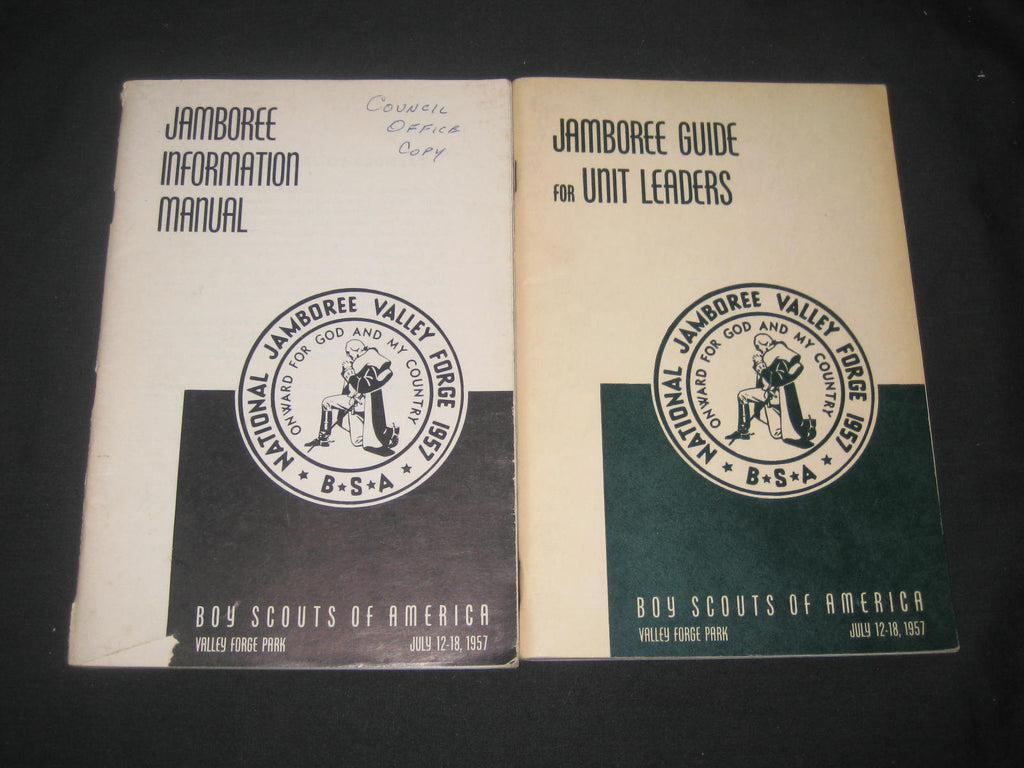 JAMBOREE
INFORMATION
MANUAL
COUNCIL
OFFICE
COPY
NATIONAL JAMBOREE VALLEY FORGE 1957
ONWARD FOR GOD AND MY COUNTRY
★ B★S★A ★
BOY SCOUTS OF AMERICA
VALLEY FORGE PARK JULY 12-18, 1957
JAMBOREE GUIDE
FOR UNIT LEADERS
NATIONAL JAMBOREE VALLEY FORGE 1957
ONWARD FOR GOD AND MY COUNTRY
★ B★S★A ★
BOY SCOUTS OF AMERICA
VALLEY FORGE PARK JULY 12-18, 1957